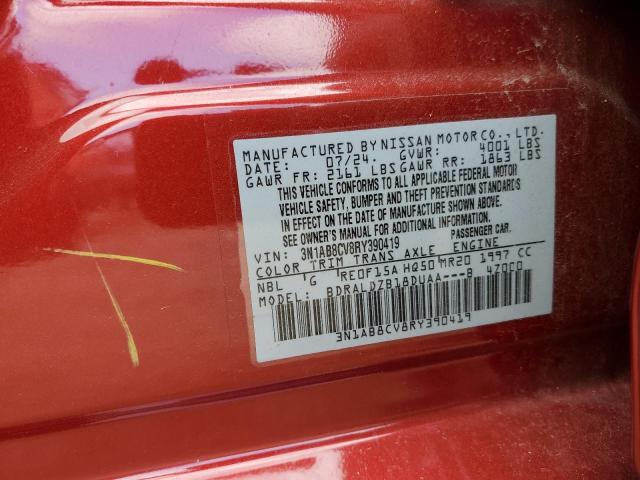 MANUFACTURED BY NISSAN MOTOR CO., LTD.
DATE: 07/24. GVWR: 4001 LBS
GAWR FR: 2161 LBS GAWR RR: 1863 LBS
THIS VEHICLE CONFORMS TO ALL APPLICABLE FEDERAL MOTOR
VEHICLE SAFETY, BUMPER AND THEFT PREVENTION STANDARDS
IN EFFECT ON THE DATE OF MANUFACTURE SHOWN ABOVE.
SEE OWNER'S MANUAL FOR ADDITIONAL INFORMATION.
VIN: 3N1AB8CV8RY390419 PASSENGER CAR.
COLOR TRIM TRANS AXLE ENGINE
NBL G RE0F15A HQ50 MR20 1997 CC
MODEL: BDRALDZB18DUAA---B 4Z0C0
3N1AB8CV8RY390419